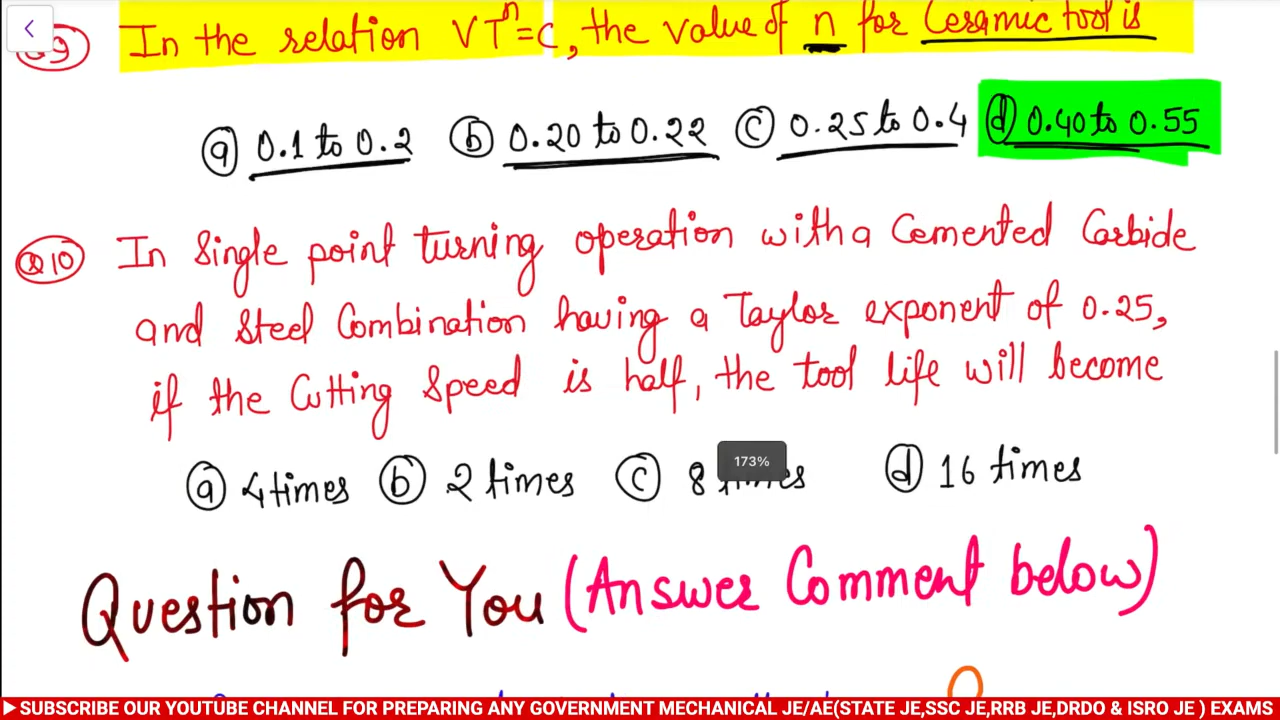 In the relation VTⁿ=C, the value of n for Ceramic tool is
ⓐ 0.1 to 0.2 ⓑ 0.20 to 0.22 ⓒ 0.25 to 0.4 ⓓ 0.40 to 0.55
Q10 In Single point turning operation with a Cemented Carbide
and Steel Combination having a Taylor exponent of 0.25,
if the Cutting Speed is half, the tool life will become
173%
ⓐ 4 times ⓑ 2 times ⓒ 8 times ⓓ 16 times
Question for You (Answer Comment below)
▶ SUBSCRIBE OUR YOUTUBE CHANNEL FOR PREPARING ANY GOVERNMENT MECHANICAL JE/AE(STATE JE,SSC JE,RRB JE,DRDO & ISRO JE ) EXAMS